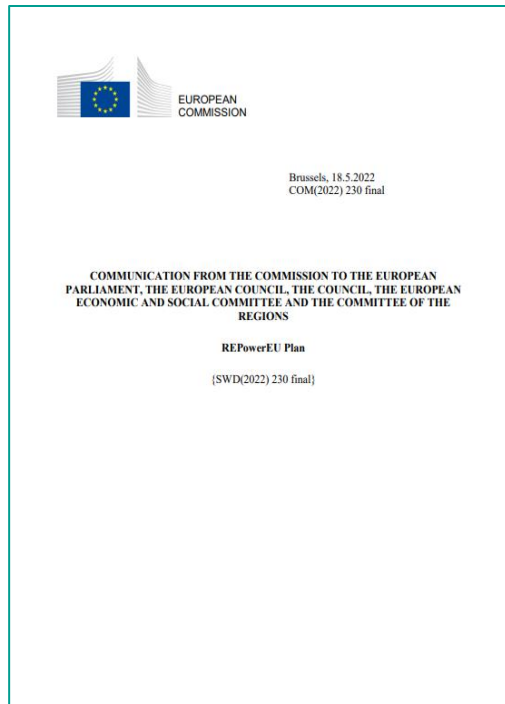 EUROPEAN
COMMISSION
Brussels, 18.5.2022
COM(2022) 230 final
COMMUNICATION FROM THE COMMISSION TO THE EUROPEAN
PARLIAMENT, THE EUROPEAN COUNCIL, THE COUNCIL, THE EUROPEAN
ECONOMIC AND SOCIAL COMMITTEE AND THE COMMITTEE OF THE
REGIONS
REPowerEU Plan
{SWD(2022) 230 final}